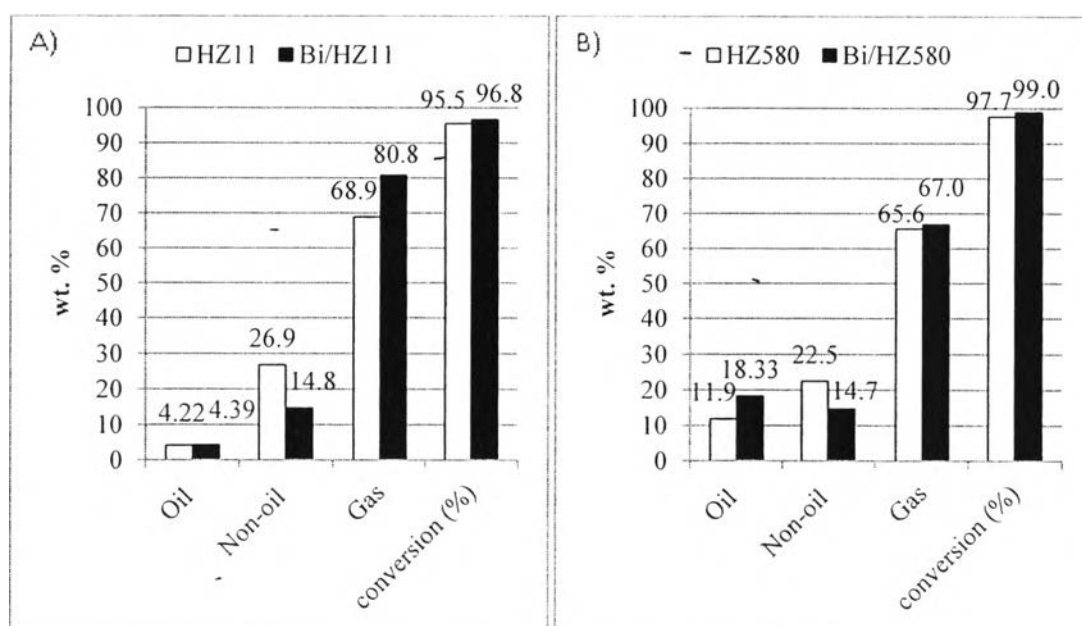 A)
HZ11 Bi/HZ11
100
90
80
70
60
50
40
30
20
10
0
wt. %
4.22 4.39
26.9
14.8
68.9
80.8
95.5 96.8
Oil
Non-oil
Gas
conversion (%)
B)
HZ580 Bi/HZ580
100
90
80
70
60
50
40
30
20
10
0
wt. %
11.9
18.33
22.5
14.7
65.6
67.0
97.7 99.0
Oil
Non-oil
Gas
conversion (%)